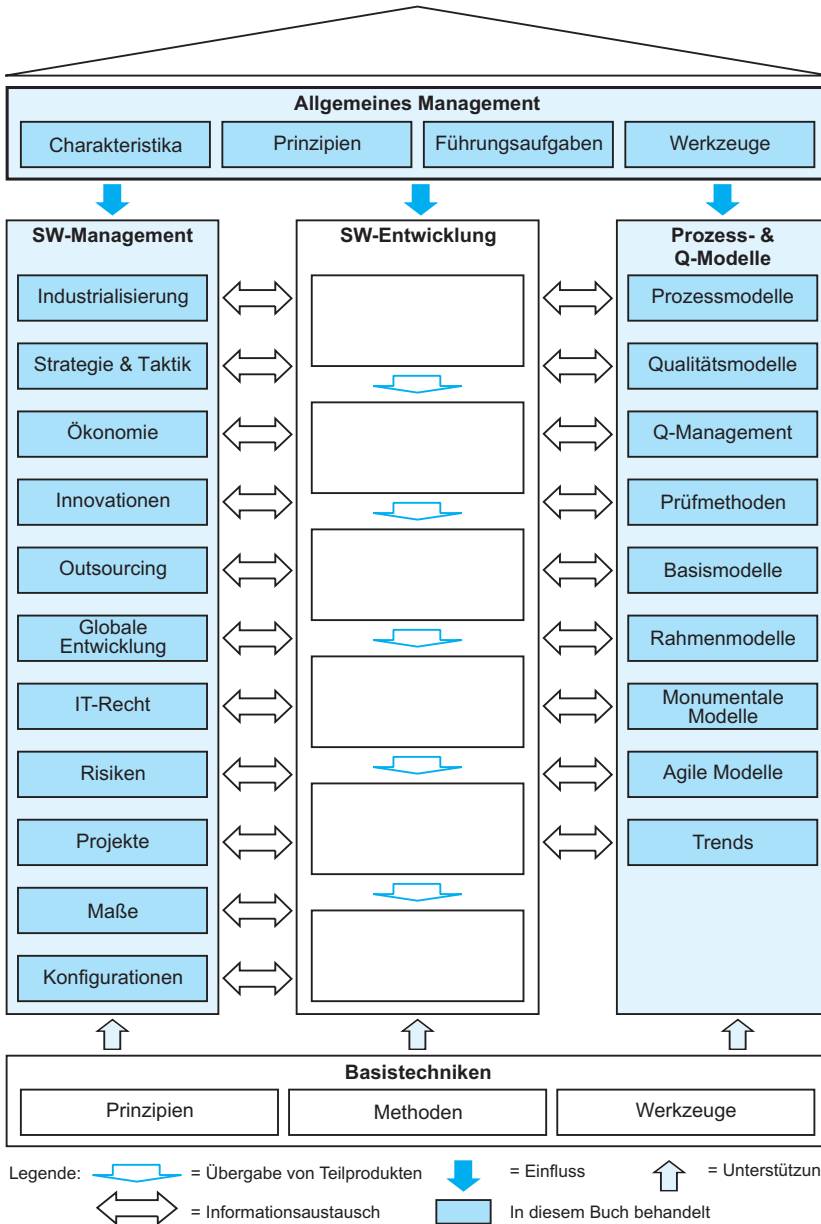 Allgemeines Management
Charakteristika
Prinzipien
Führungsaufgaben
Werkzeuge
SW-Management
Industrialisierung
Strategie & Taktik
Ökonomie
Innovationen
Outsourcing
Globale
Entwicklung
IT-Recht
Risiken
Projekte
Maße
Konfigurationen
SW-Entwicklung
Prozess- &
Q-Modelle
Prozessmodelle
Qualitätsmodelle
Q-Management
Prüfmethoden
Basismodelle
Rahmenmodelle
Monumentale
Modelle
Agile Modelle
Trends
Basistechniken
Prinzipien
Methoden
Werkzeuge
Legende:
= Übergabe von Teilprodukten
= Einfluss
= Unterstützun
= Informationsaustausch
In diesem Buch behandelt